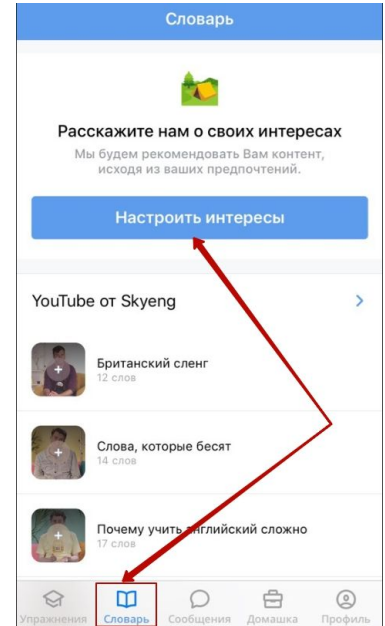 Словарь
Расскажите нам о своих интересах
Мы будем рекомендовать Вам контент,
исходя из ваших предпочтений.
Настроить интересы
YouTube от Skyeng
Британский сленг
12 слов
Слова, которые бесят
14 слов
Почему учить английский сложно
17 слов
Упражнения Словарь Сообщения Домашка Профиль